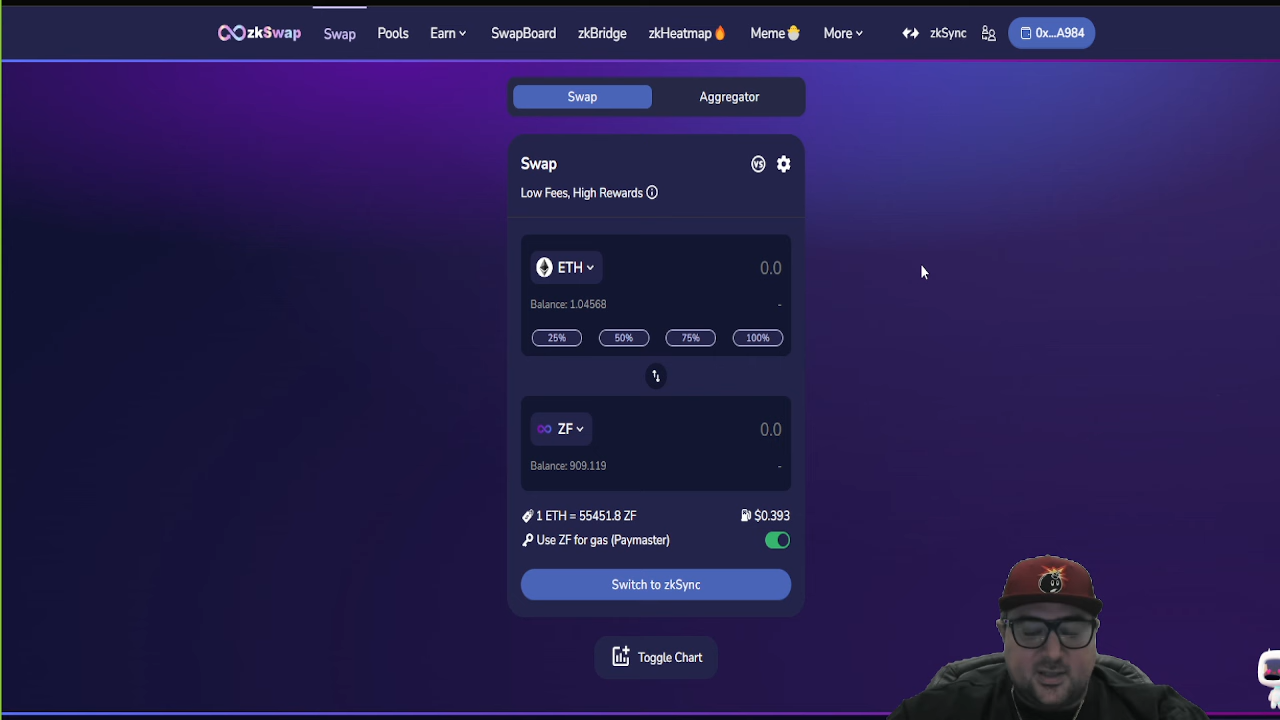 zkSwap Swap Pools Earn SwapBoard zkBridge zkHeatmap🔥 Meme🐣 More zkSync 0x...A984
Swap Aggregator
Swap VS
Low Fees, High Rewards
ETH 0.0
Balance: 1.04568 -
25% 50% 75% 100%
ZF 0.0
Balance: 909.119 -
1 ETH = 55451.8 ZF $0.393
Use ZF for gas (Paymaster)
Switch to zkSync
Toggle Chart